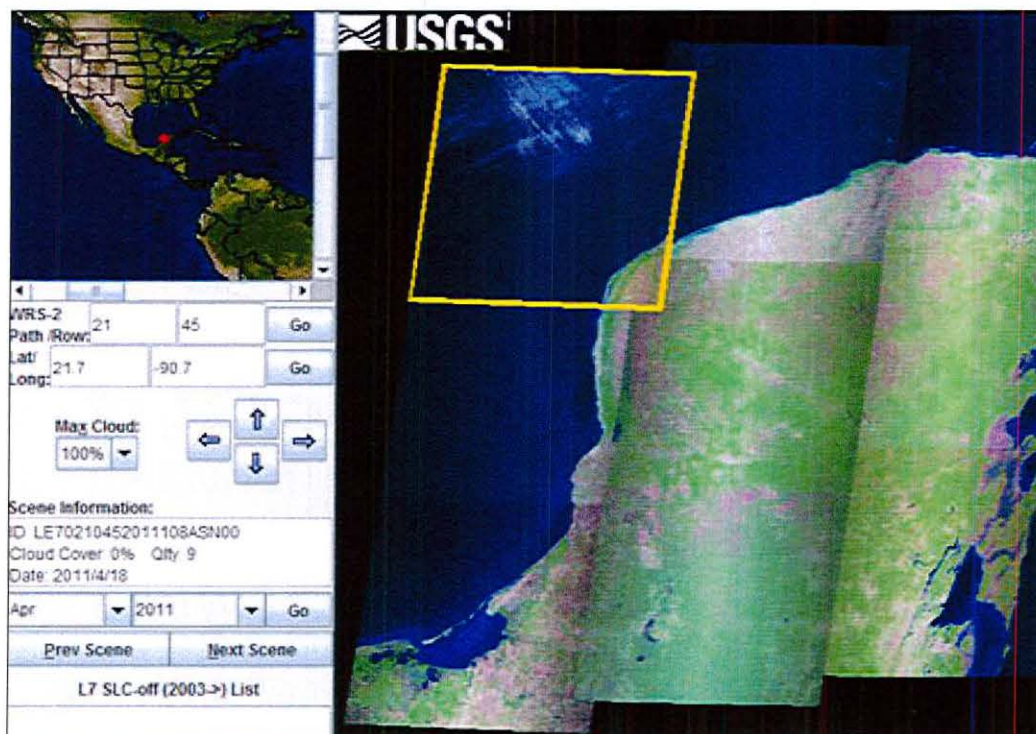 USGS
WRS-2
Path /Row: 21 45 Go
Lat/
Long: 21.7 -90.7 Go
Max Cloud:
100%
Scene Information:
ID LE70210452011108ASN00
Cloud Cover 0% Qlty 9
Date: 2011/4/18
Apr 2011 Go
Prev Scene Next Scene
L7 SLC-off (2003->) List